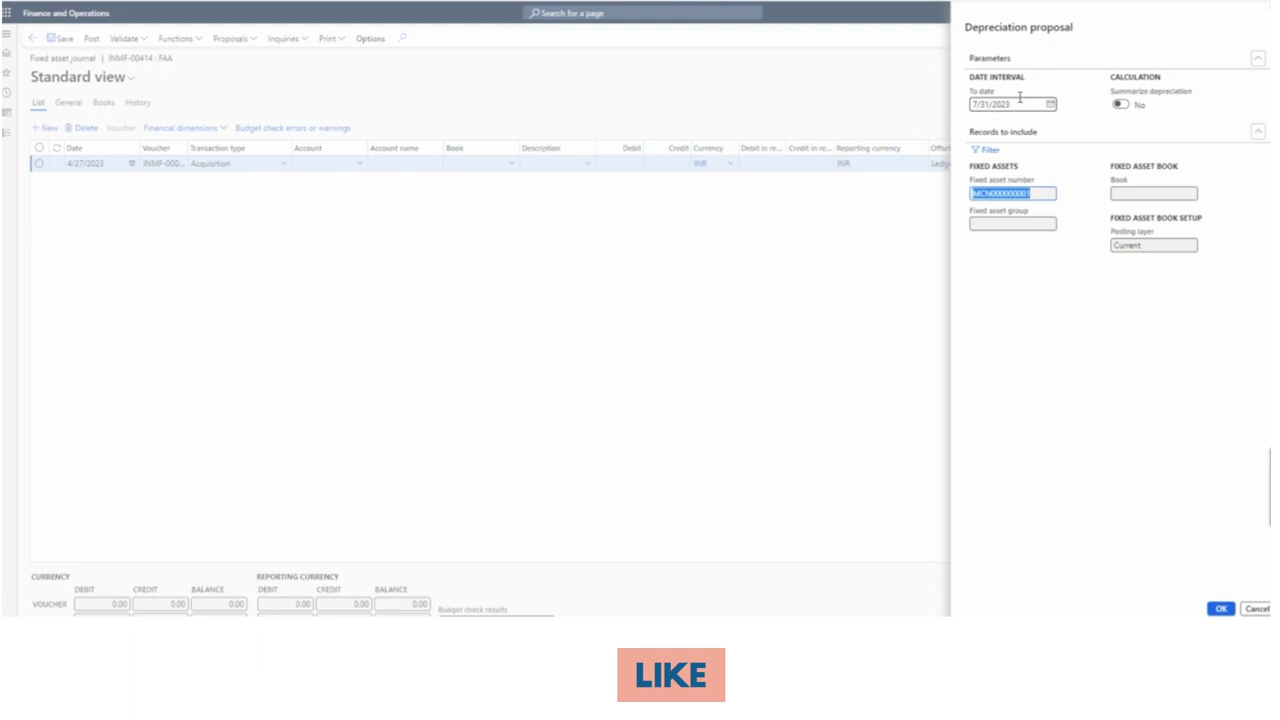 Finance and Operations
Search for a page
Save Post Validate Functions Proposals Inquiries Print Options
Fixed asset journal | INMF-00414 : FAA
Standard view
List General Books History
+ New Delete Voucher Financial dimensions Budget check errors or warnings
Date Voucher Transaction type Account Account name Book Description Debit Credit Currency Debit in re... Credit in re... Reporting currency Offse
4/27/2023 INMF-000... Acquisition INR INR Ledg
CURRENCY REPORTING CURRENCY
DEBIT CREDIT BALANCE DEBIT CREDIT BALANCE
VOUCHER 0.00 0.00 0.00 0.00 0.00 0.00 Budget check results
Depreciation proposal
Parameters
DATE INTERVAL CALCULATION
To date Summarize depreciation
7/31/2023 No
Records to include
Filter
FIXED ASSETS FIXED ASSET BOOK
Fixed asset number Book
MCN000000001
Fixed asset group FIXED ASSET BOOK SETUP
Posting layer
Current
OK Cancel
LIKE